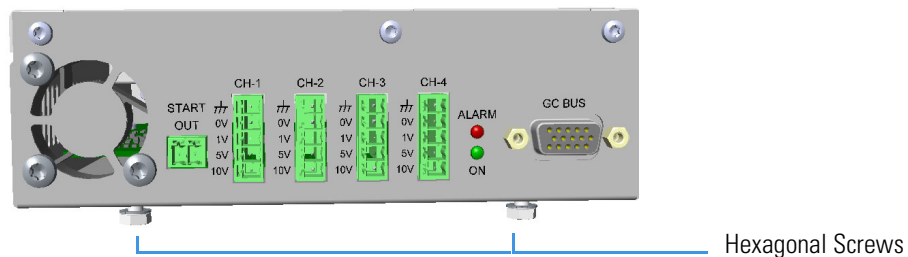 CH-1 CH-2 CH-3 CH-4
START OUT
0V 0V 0V 0V
1V 1V 1V 1V
5V 5V 5V 5V
10V 10V 10V 10V
ALARM
ON
GC BUS
Hexagonal Screws